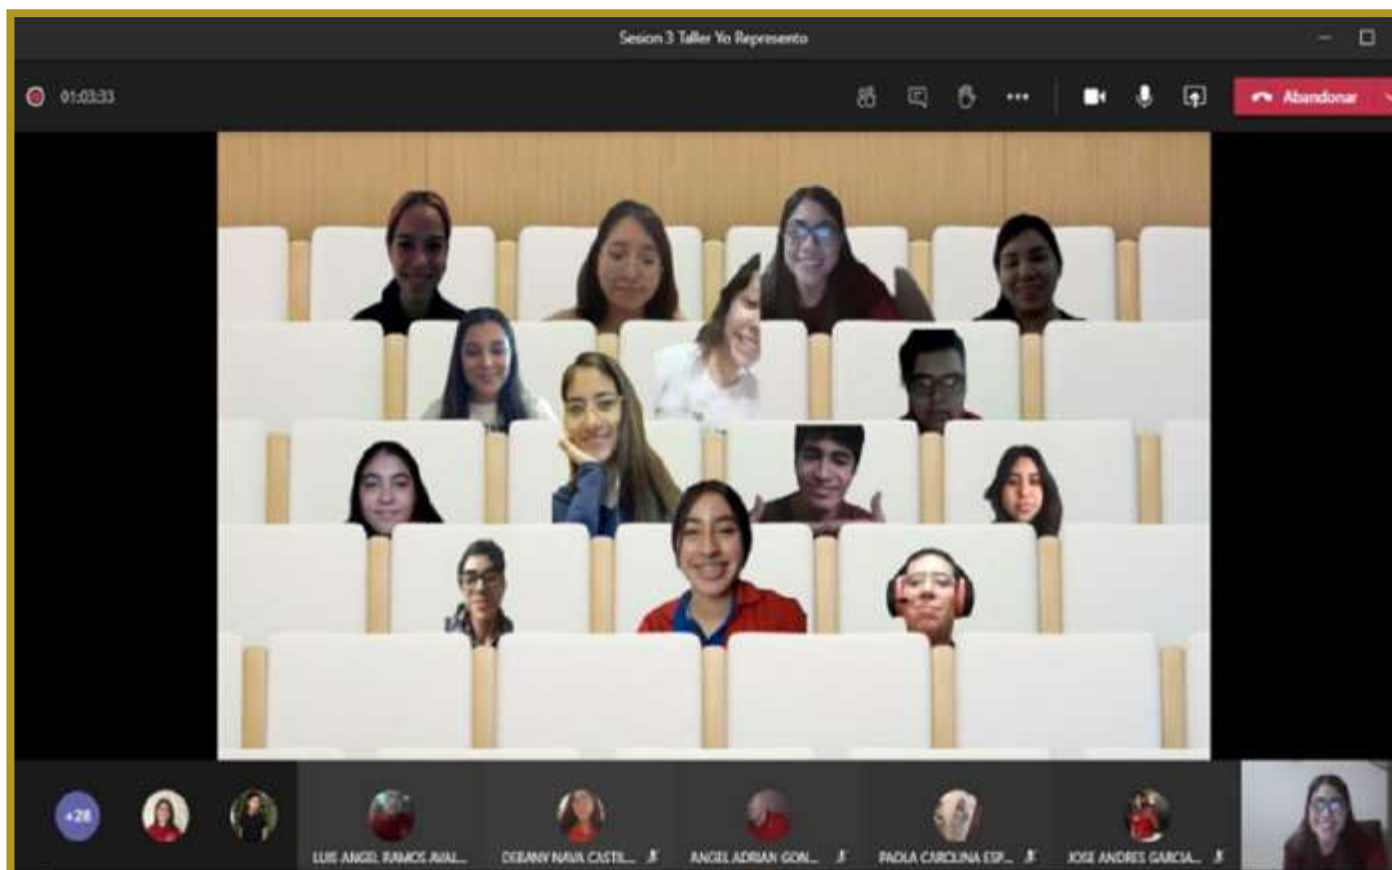 Sesion 3 Taller Yo Represento
01:03:33
Abandonar
+28
LUIS ANGEL RAMOS AVAL...
DEBANY NAVA CASTIL...
ANGEL ADRIAN GON...
PAOLA CAROLINA ESP...
JOSE ANDRES GARCIA...